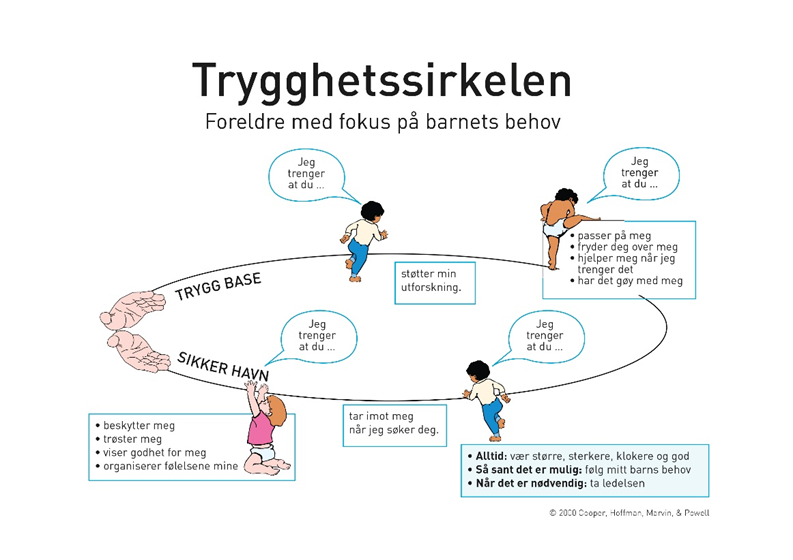 Trygghetssirkelen
Foreldre med fokus på barnets behov
Jeg
trenger
at du ...
Jeg
trenger
at du ...
• passer på meg
• fryder deg over meg
• hjelper meg når jeg
trenger det
• har det gøy med meg
støtter min
utforskning.
TRYGG BASE
SIKKER HAVN
Jeg
trenger
at du ...
Jeg
trenger
at du ...
tar imot meg
når jeg søker deg.
• beskytter meg
• trøster meg
• viser godhet for meg
• organiserer følelsene mine
• Alltid: vær større, sterkere, klokere og god
• Så sant det er mulig: følg mitt barns behov
• Når det er nødvendig: ta ledelsen
© 2000 Cooper, Hoffman, Marvin, & Powell